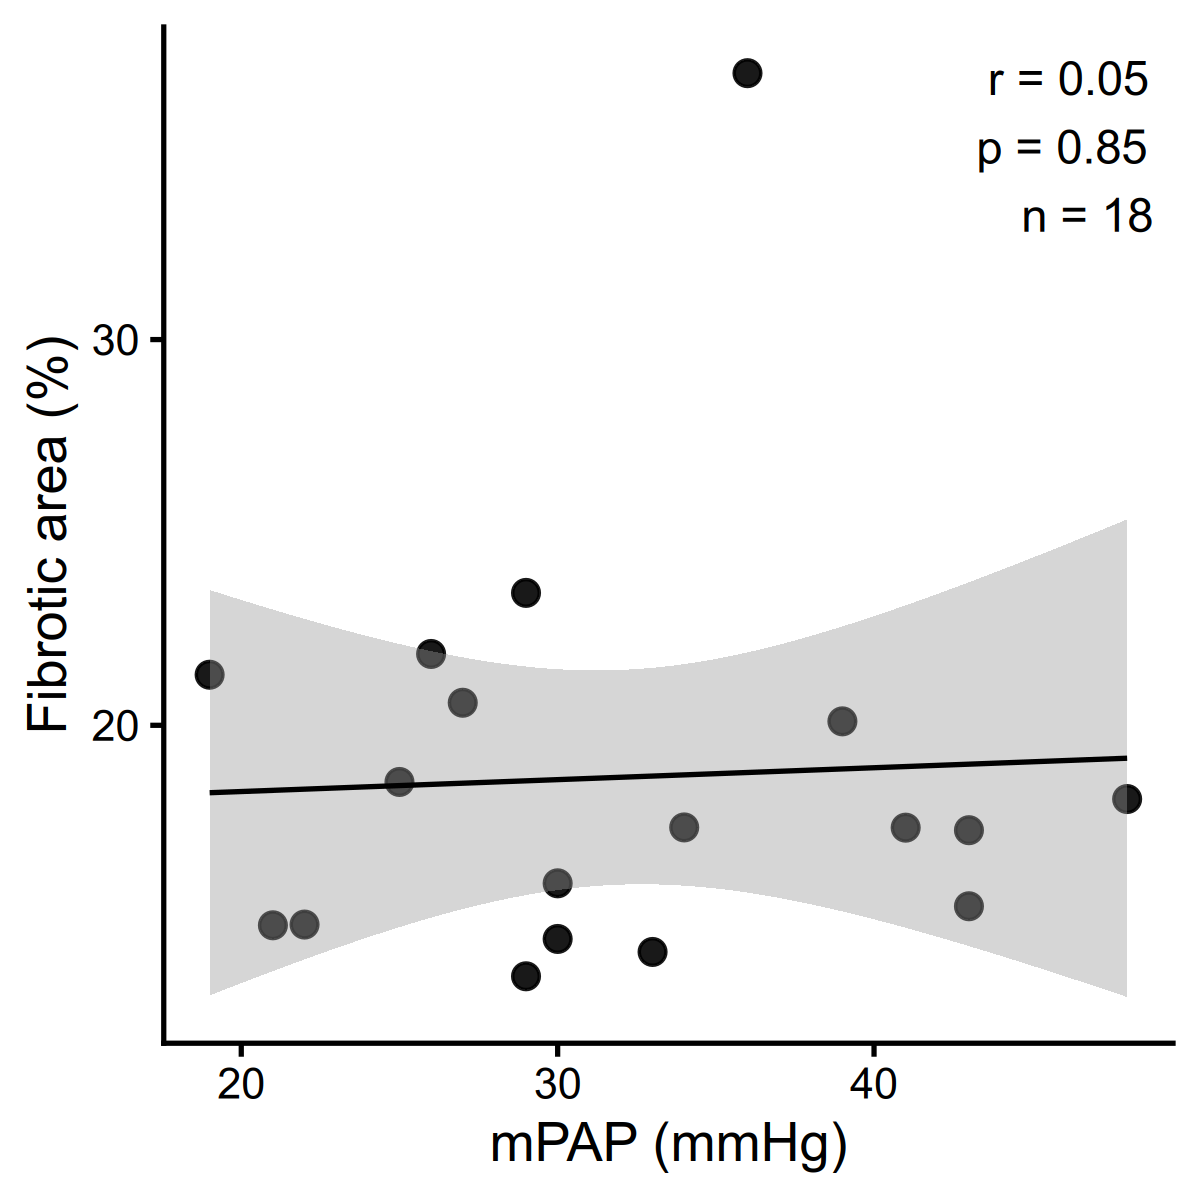 r = 0.05
p = 0.85
n = 18
Fibrotic area (%)
30
20
20
30
40
mPAP (mmHg)